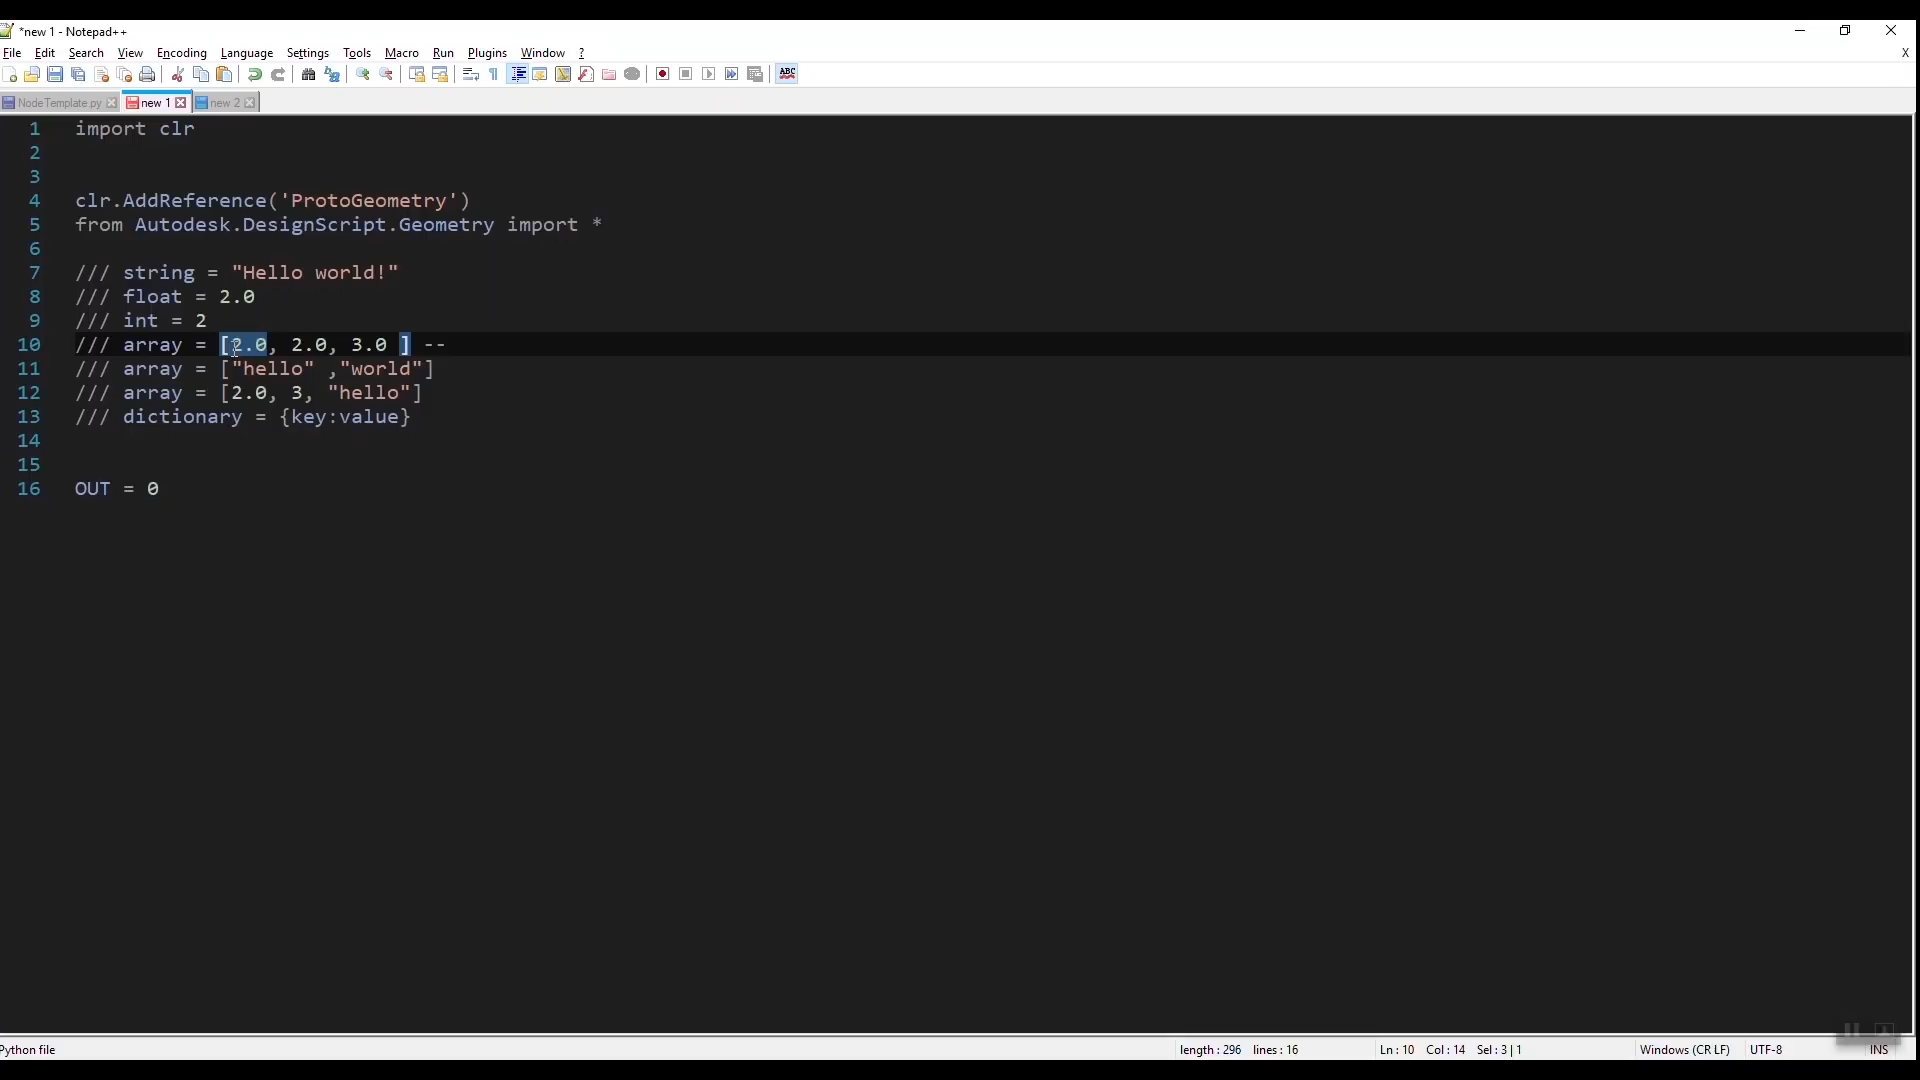 *new 1 - Notepad++
File Edit Search View Encoding Language Settings Tools Macro Run Plugins Window ? X
ABC
NodeTemplate.py new 1 new 2
1 import clr
2
3
4 clr.AddReference('ProtoGeometry')
5 from Autodesk.DesignScript.Geometry import *
6
7 /// string = "Hello world!"
8 /// float = 2.0
9 /// int = 2
10 /// array = [2.0, 2.0, 3.0 ] --
11 /// array = ["hello" ,"world"]
12 /// array = [2.0, 3, "hello"]
13 /// dictionary = {key:value}
14
15
16 OUT = 0
Python file length : 296 lines : 16 Ln : 10 Col : 14 Sel : 3 | 1 Windows (CR LF) UTF-8 INS